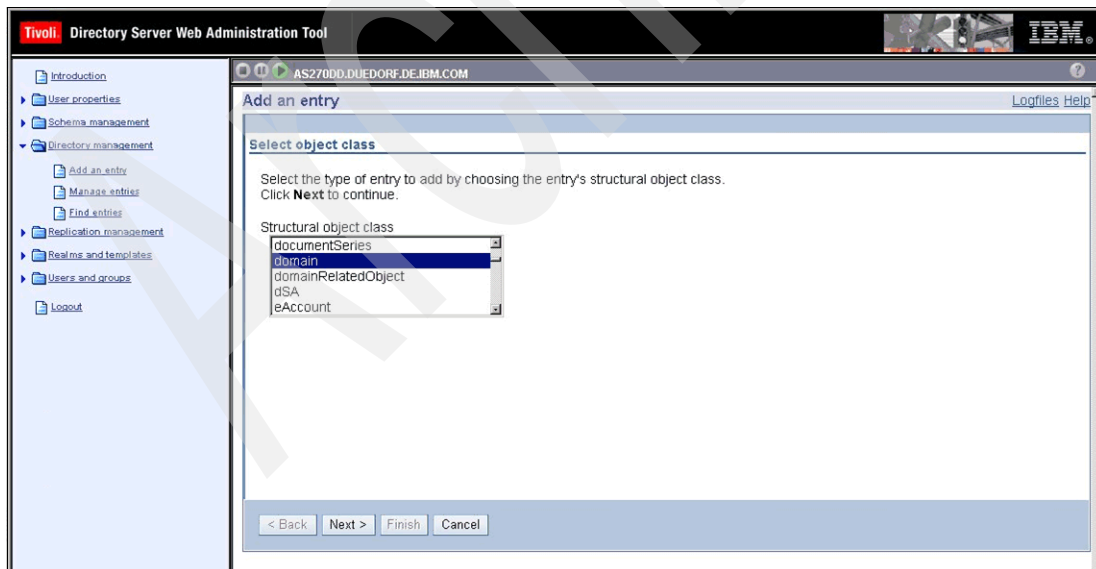 Tivoli. Directory Server Web Administration Tool
IBM.
Introduction
User properties
Schema management
Directory management
Add an entry
Manage entries
Find entries
Replication management
Realms and templates
Users and groups
Logout
AS270DD.DUEDORF.DE.IBM.COM
?
Add an entry
Logfiles Help
Select object class
Select the type of entry to add by choosing the entry's structural object class.
Click Next to continue.
Structural object class
documentSeries
domain
domainRelatedObject
dSA
eAccount
< Back Next > Finish Cancel